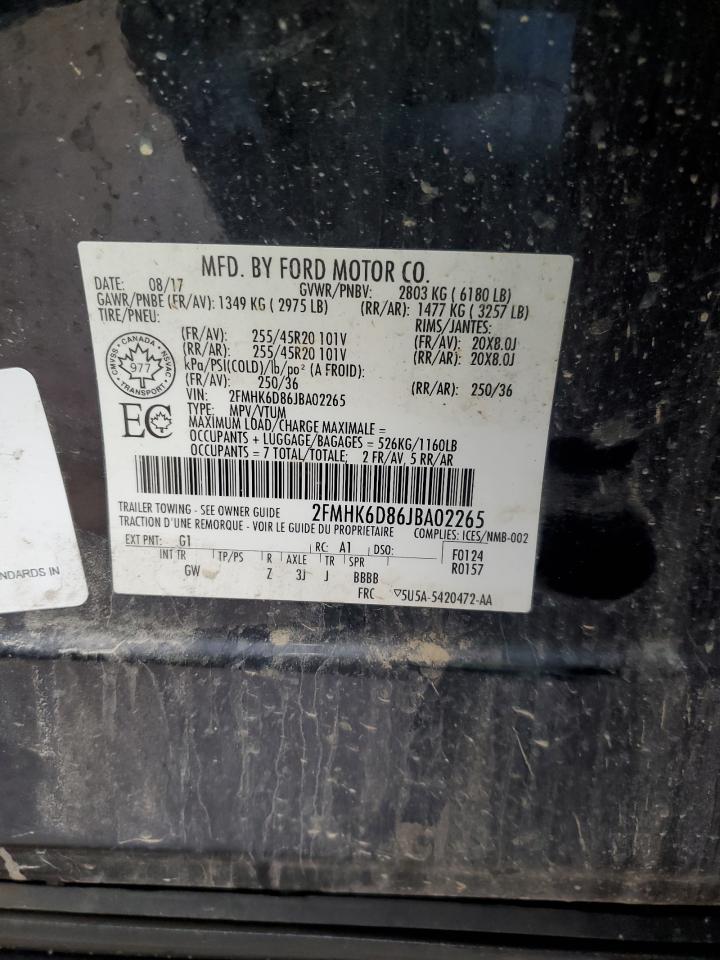 MFD. BY FORD MOTOR CO.
DATE: 08/17 GVWR/PNBV: 2803 KG ( 6180 LB)
GAWR/PNBE (FR/AV): 1349 KG ( 2975 LB) (RR/AR): 1477 KG ( 3257 LB)
TIRE/PNEU: RIMS/JANTES:
(FR/AV): 255/45R20 101V (FR/AV): 20X8.0J
(RR/AR): 255/45R20 101V (RR/AR): 20X8.0J
kPa/PSI(COLD)/lb/po² (A FROID):
(FR/AV): 250/36 (RR/AR): 250/36
VIN: 2FMHK6D86JBA02265
TYPE: MPV/VTUM
MAXIMUM LOAD/CHARGE MAXIMALE =
OCCUPANTS + LUGGAGE/BAGAGES = 526KG/1160LB
OCCUPANTS = 7 TOTAL/TOTALE; 2 FR/AV, 5 RR/AR
CANADA
CMVSS NSVAC
977
TRANSPORT
EC
TRAILER TOWING - SEE OWNER GUIDE 2FMHK6D86JBA02265
TRACTION D'UNE REMORQUE - VOIR LE GUIDE DU PROPRIETAIRE COMPLIES: ICES/NMB-002
EXT PNT: G1 RC: A1 DSO: F0124
INT TR TP/PS R AXLE TR SPR R0157
GW Z 3J J BBBB
FRC ▽5U5A-5420472-AA
NDARDS IN